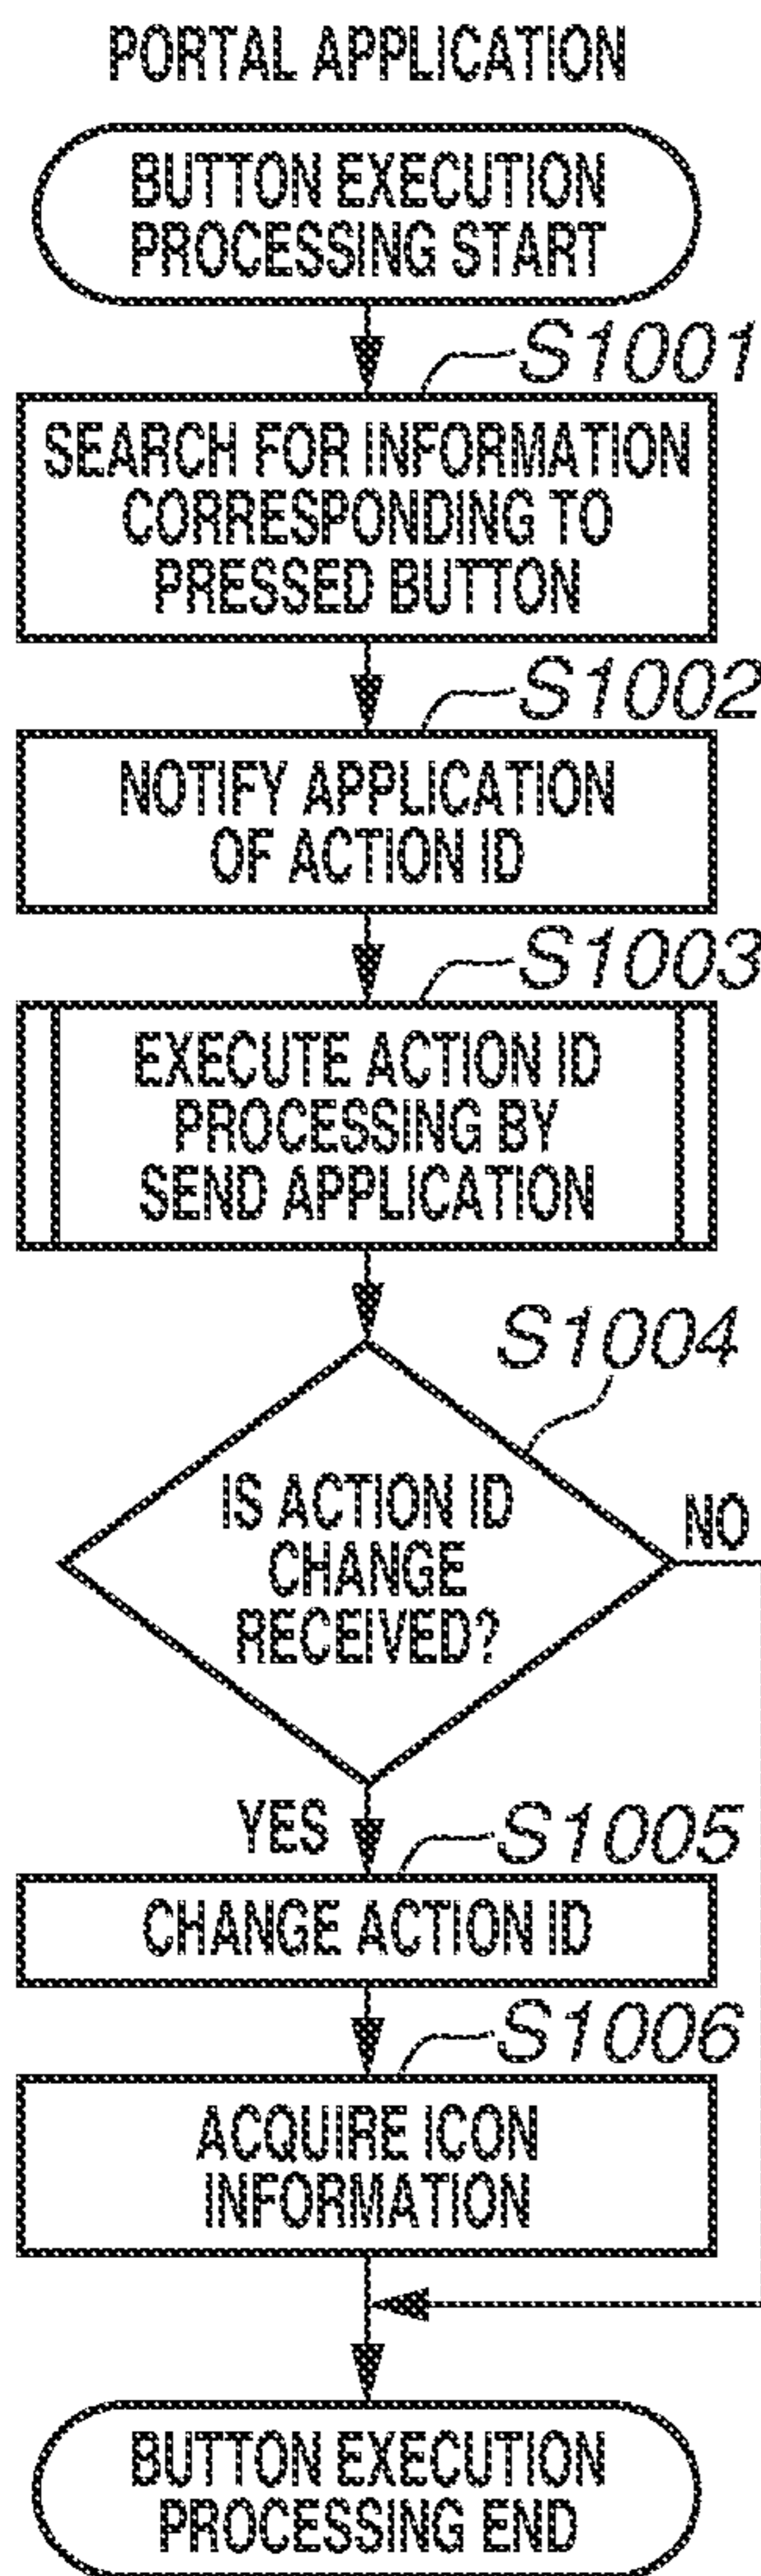 PORTAL APPLICATION
BUTTON EXECUTION
PROCESSING START
S1001
SEARCH FOR INFORMATION
CORRESPONDING TO
PRESSED BUTTON
S1002
NOTIFY APPLICATION
OF ACTION ID
S1003
EXECUTE ACTION ID
PROCESSING BY
SEND APPLICATION
S1004
IS ACTION ID
CHANGE
RECEIVED?
NO
YES
S1005
CHANGE ACTION ID
S1006
ACQUIRE ICON
INFORMATION
BUTTON EXECUTION
PROCESSING END